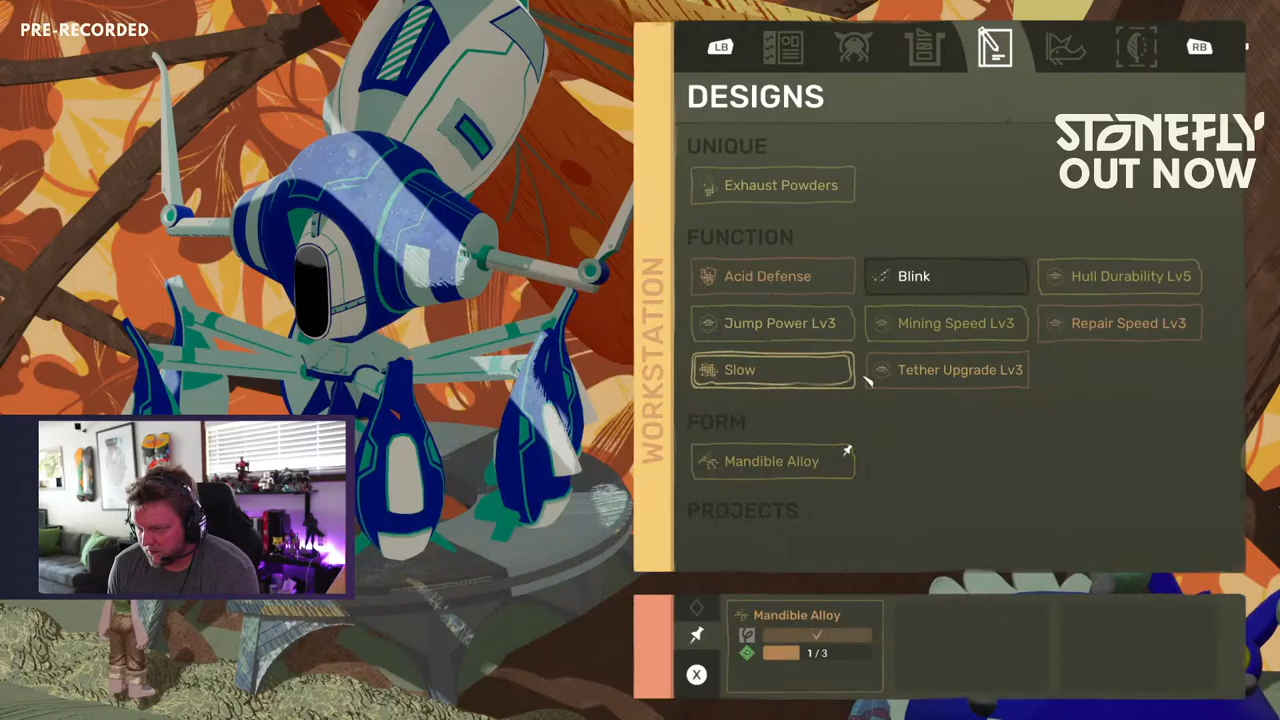 PRE-RECORDED
LB
RB
DESIGNS
STONEFLY
OUT NOW
UNIQUE
Exhaust Powders
FUNCTION
Acid Defense
Blink
Hull Durability Lv5
Jump Power Lv3
Mining Speed Lv3
Repair Speed Lv3
Slow
Tether Upgrade Lv3
WORKSTATION
FORM
Mandible Alloy
PROJECTS
Mandible Alloy
1 / 3
X